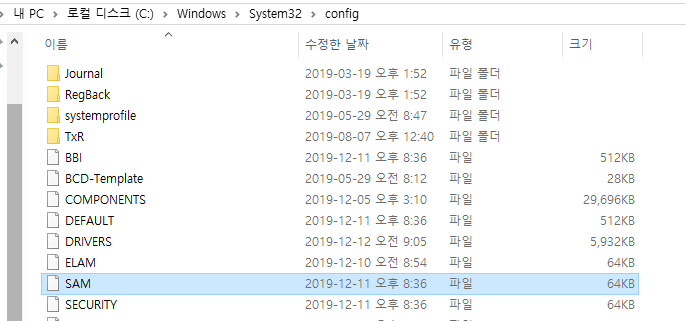 내 PC > 로컬 디스크 (C:) > Windows > System32 > config
이름 수정한 날짜 유형 크기
Journal 2019-03-19 오후 1:52 파일 폴더
RegBack 2019-03-19 오후 1:52 파일 폴더
systemprofile 2019-05-29 오전 8:47 파일 폴더
TxR 2019-08-07 오후 12:40 파일 폴더
BBI 2019-12-11 오후 8:36 파일 512KB
BCD-Template 2019-05-29 오전 8:12 파일 28KB
COMPONENTS 2019-12-05 오후 3:10 파일 29,696KB
DEFAULT 2019-12-11 오후 8:36 파일 512KB
DRIVERS 2019-12-12 오전 9:05 파일 5,932KB
ELAM 2019-12-10 오전 8:54 파일 64KB
SAM 2019-12-11 오후 8:36 파일 64KB
SECURITY 2019-12-11 오후 8:36 파일 64KB